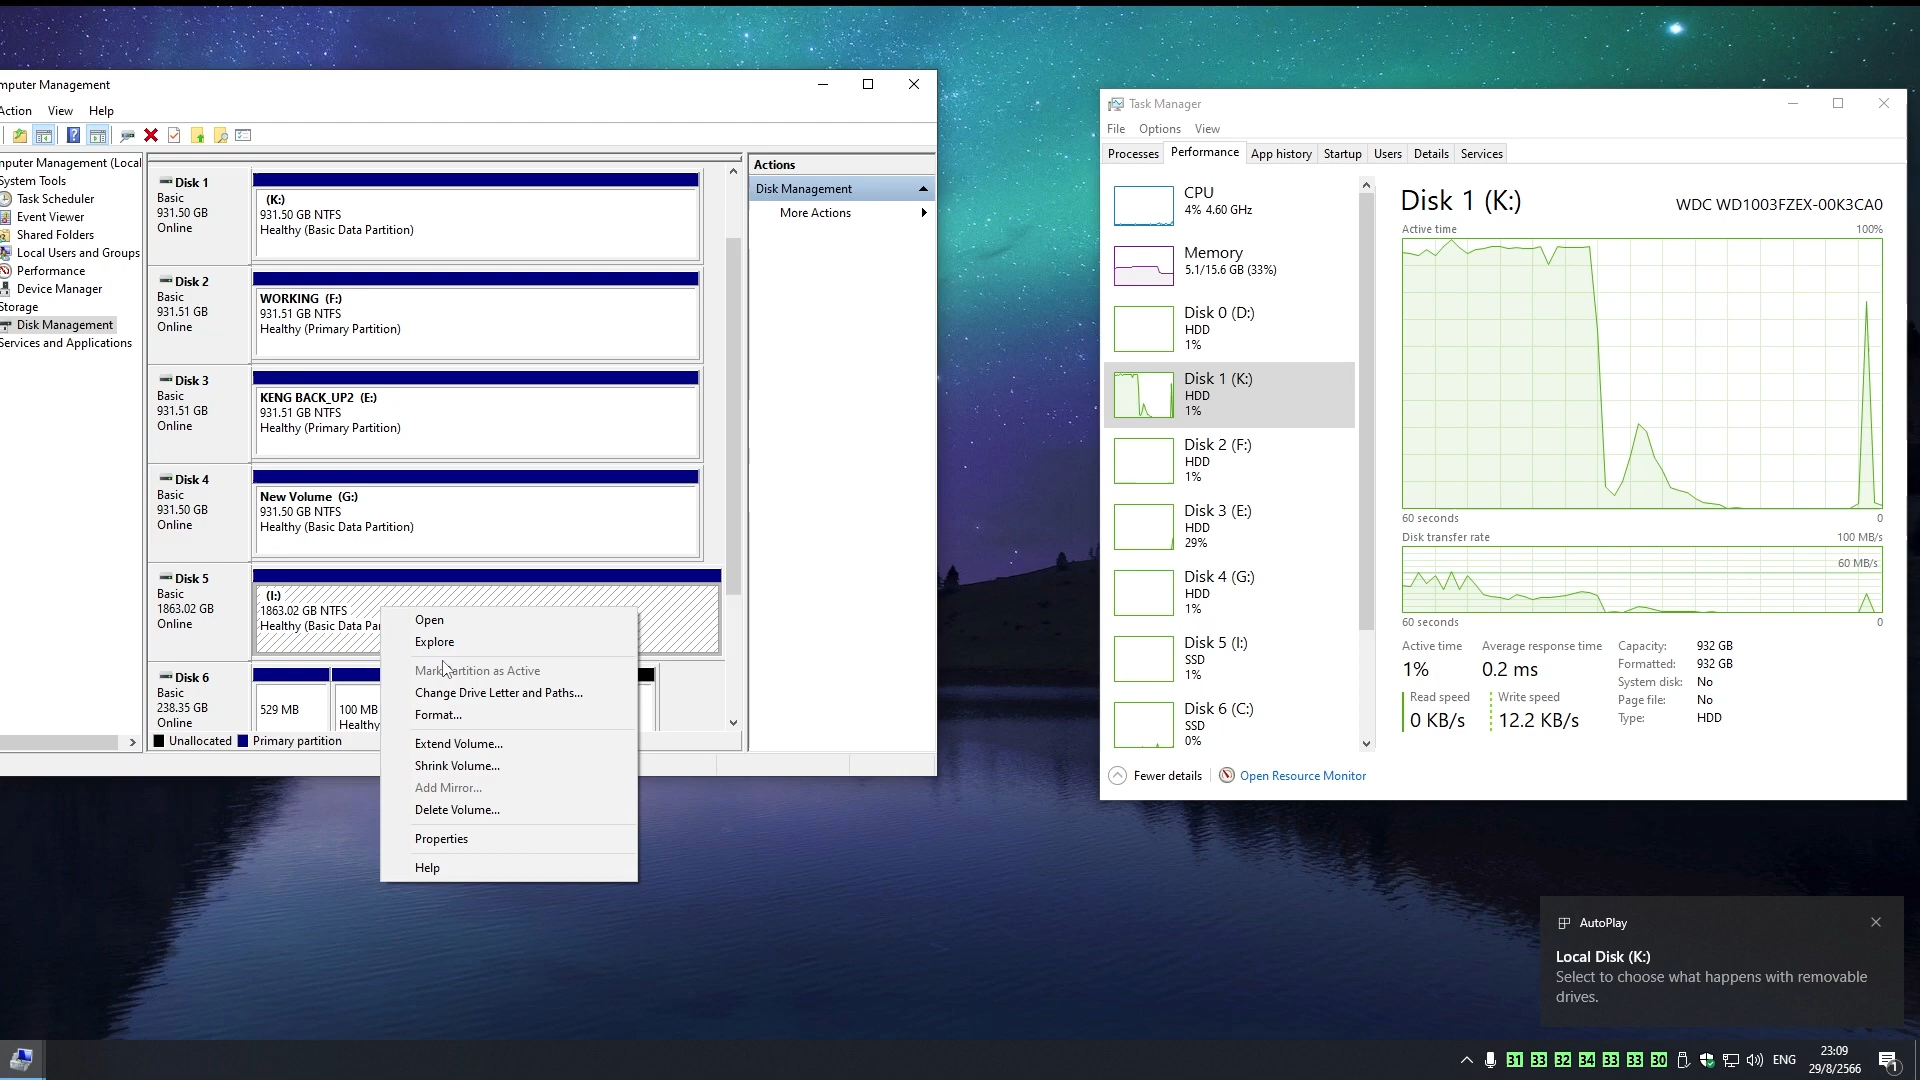 mputer Management
Action View Help
mputer Management (Local
System Tools
Task Scheduler
Event Viewer
Shared Folders
Local Users and Groups
Performance
Device Manager
Storage
Disk Management
Services and Applications
Disk 1
Basic
931.50 GB
Online
(K:)
931.50 GB NTFS
Healthy (Basic Data Partition)
Disk 2
Basic
931.51 GB
Online
WORKING (F:)
931.51 GB NTFS
Healthy (Primary Partition)
Disk 3
Basic
931.51 GB
Online
KENG BACK_UP2 (E:)
931.51 GB NTFS
Healthy (Primary Partition)
Disk 4
Basic
931.50 GB
Online
New Volume (G:)
931.50 GB NTFS
Healthy (Basic Data Partition)
Disk 5
Basic
1863.02 GB
Online
(I:)
1863.02 GB NTFS
Healthy (Basic Data Par
Disk 6
Basic
238.35 GB
Online
529 MB
100 MB
Healthy
Unallocated Primary partition
Actions
Disk Management
More Actions
Open
Explore
Mark Partition as Active
Change Drive Letter and Paths...
Format...
Extend Volume...
Shrink Volume...
Add Mirror...
Delete Volume...
Properties
Help
Task Manager
File Options View
Processes Performance App history Startup Users Details Services
CPU
4% 4.60 GHz
Memory
5.1/15.6 GB (33%)
Disk 0 (D:)
HDD
1%
Disk 1 (K:)
HDD
1%
Disk 2 (F:)
HDD
1%
Disk 3 (E:)
HDD
29%
Disk 4 (G:)
HDD
1%
Disk 5 (I:)
SSD
1%
Disk 6 (C:)
SSD
0%
Disk 1 (K:) WDC WD1003FZEX-00K3CA0
Active time 100%
60 seconds 0
Disk transfer rate 100 MB/s
60 MB/s
60 seconds 0
Active time
1%
Average response time
0.2 ms
Read speed
0 KB/s
Write speed
12.2 KB/s
Capacity: 932 GB
Formatted: 932 GB
System disk: No
Page file: No
Type: HDD
Fewer details Open Resource Monitor
AutoPlay
Local Disk (K:)
Select to choose what happens with removable
drives.
31 33 32 34 33 33 30 ENG
23:09
29/8/2566
1